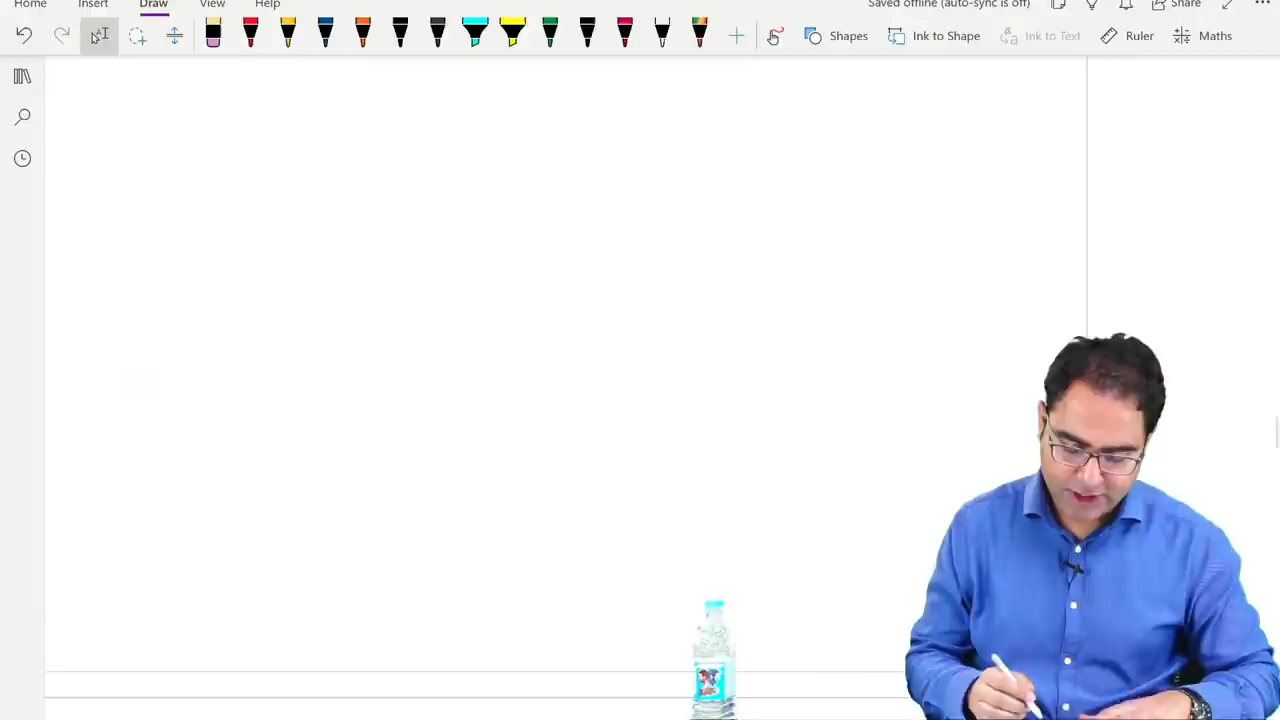 Home Insert Draw View Help Saved offline (auto-sync is off) Share
Shapes Ink to Shape Ink to Text Ruler Maths